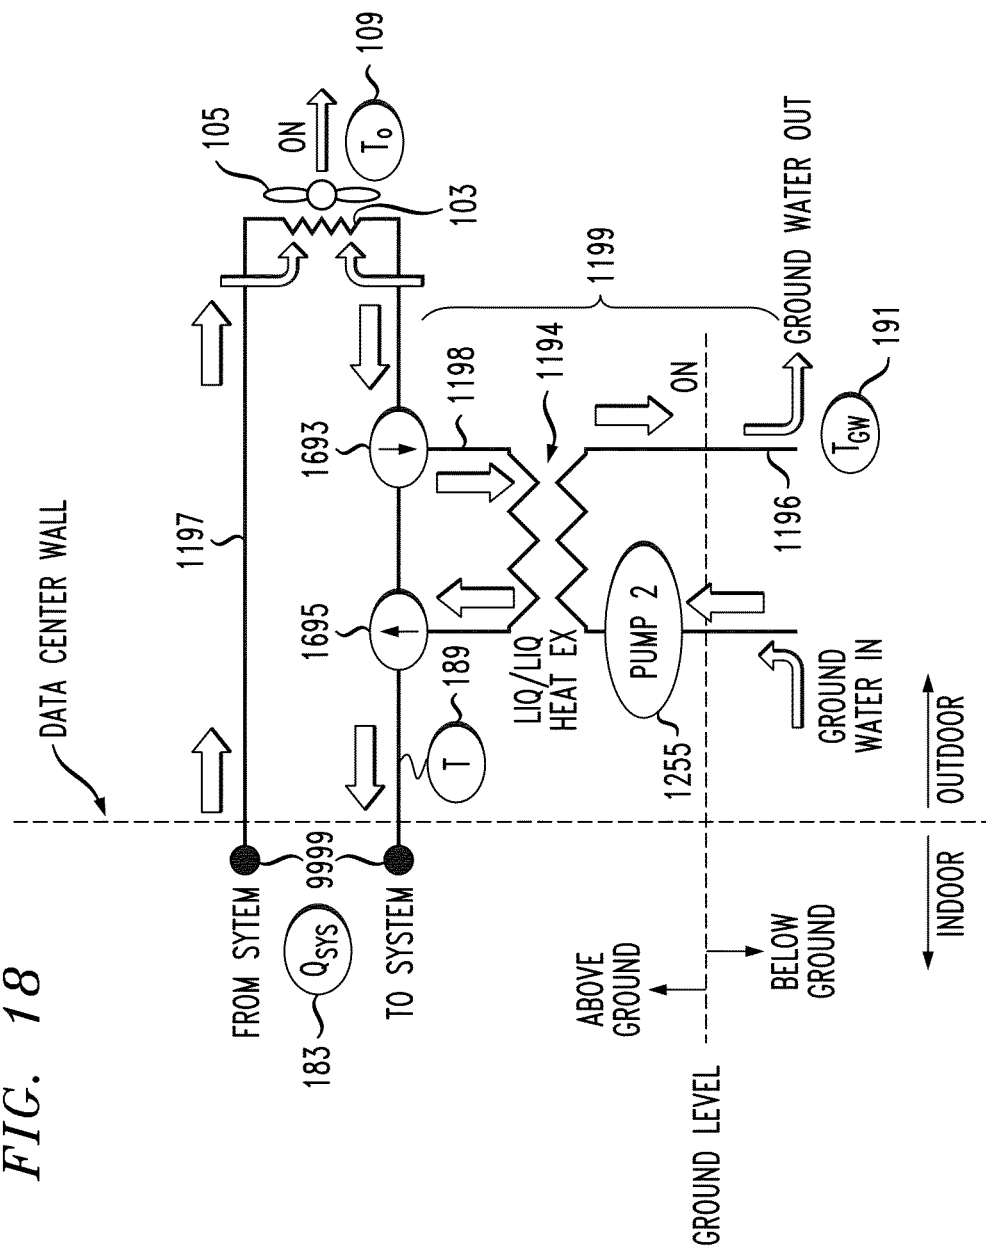 FIG. 18
DATA CENTER WALL
FROM SYTEM
183
QSYS
9999
TO SYSTEM
1197
105
ON
109
TO
103
1695
1693
T
189
1198
1199
LIQ/LIQ
HEAT EX
1194
ON
PUMP 2
1255
ABOVE
GROUND
GROUND LEVEL
BELOW
GROUND
GROUND
WATER IN
1196
GROUND WATER OUT
TGW
191
INDOOR
OUTDOOR